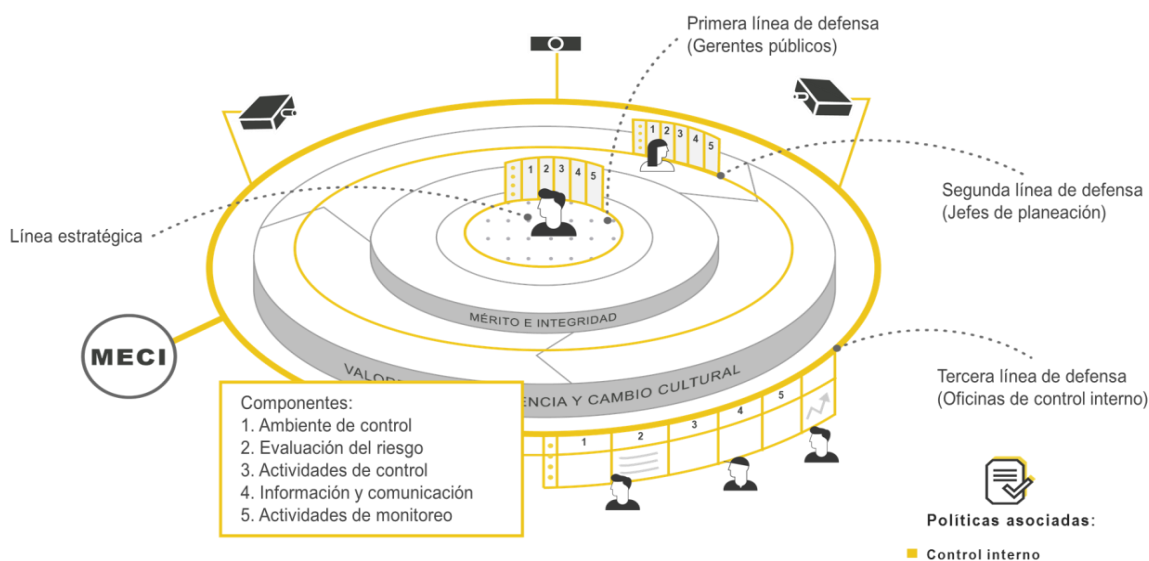 Primera línea de defensa
(Gerentes públicos)
1 2 3 4 5
1 2 3 4 5
Segunda línea de defensa
(Jefes de planeación)
Línea estratégica
MÉRITO E INTEGRIDAD
MECI
ENCIA Y CAMBIO CULTURAL
Tercera línea de defensa
(Oficinas de control interno)
Componentes:
1. Ambiente de control
2. Evaluación del riesgo
3. Actividades de control
4. Información y comunicación
5. Actividades de monitoreo
1 2 3 4 5
Políticas asociadas:
Control interno